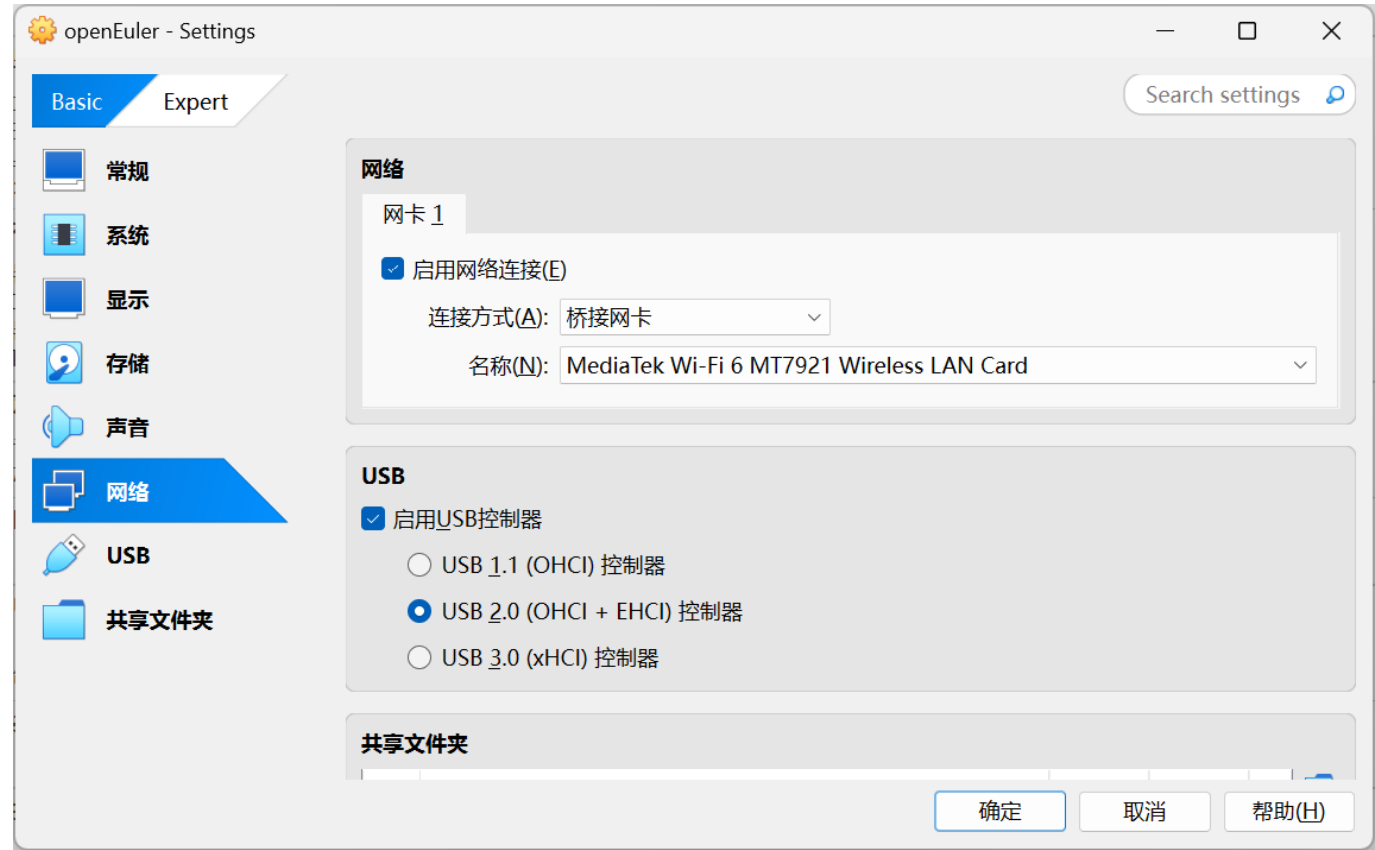 openEuler - Settings
Basic
Expert
Search settings
常规
系统
显示
存储
声音
网络
USB
共享文件夹
网络
网卡 1
启用网络连接(E)
连接方式(A): 桥接网卡
名称(N): MediaTek Wi-Fi 6 MT7921 Wireless LAN Card
USB
启用USB控制器
USB 1.1 (OHCI) 控制器
USB 2.0 (OHCI + EHCI) 控制器
USB 3.0 (xHCI) 控制器
共享文件夹
确定
取消
帮助(H)